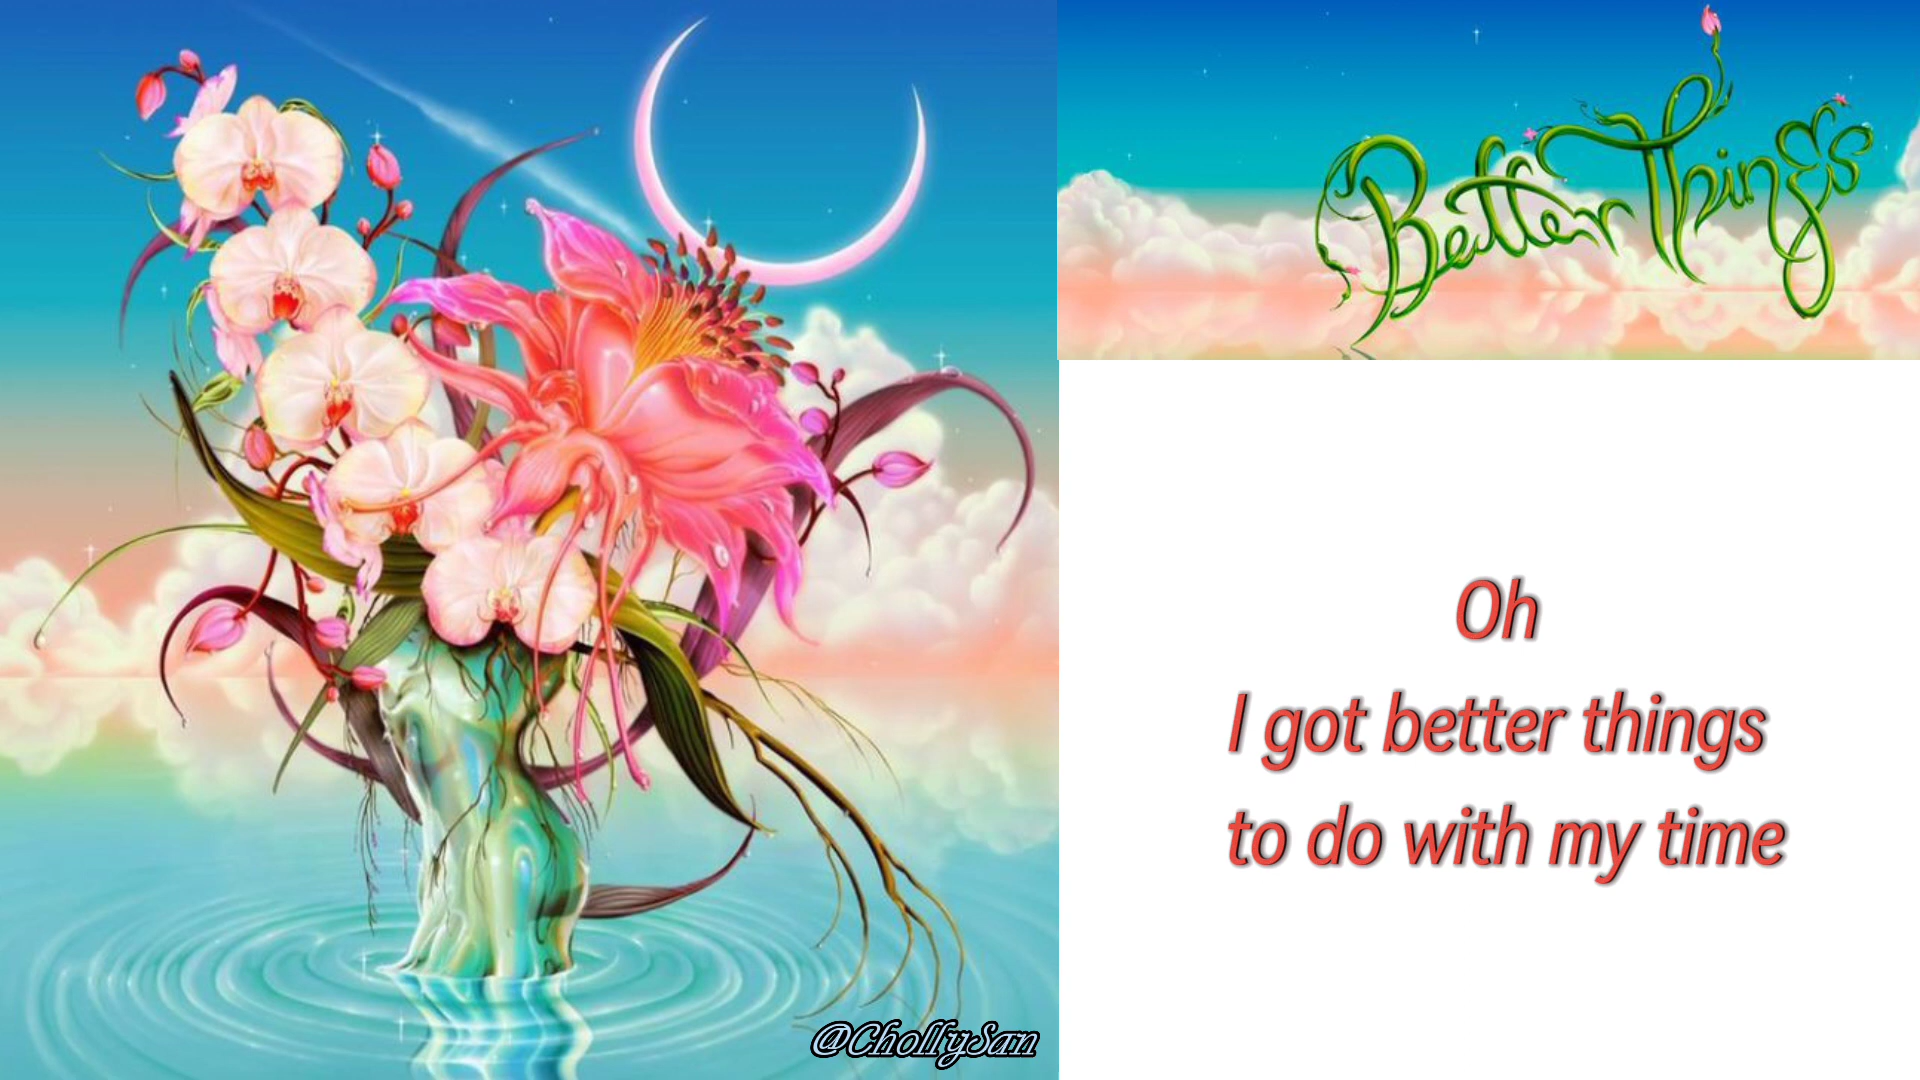 Better Things
Oh
I got better things
to do with my time
@ChollySan